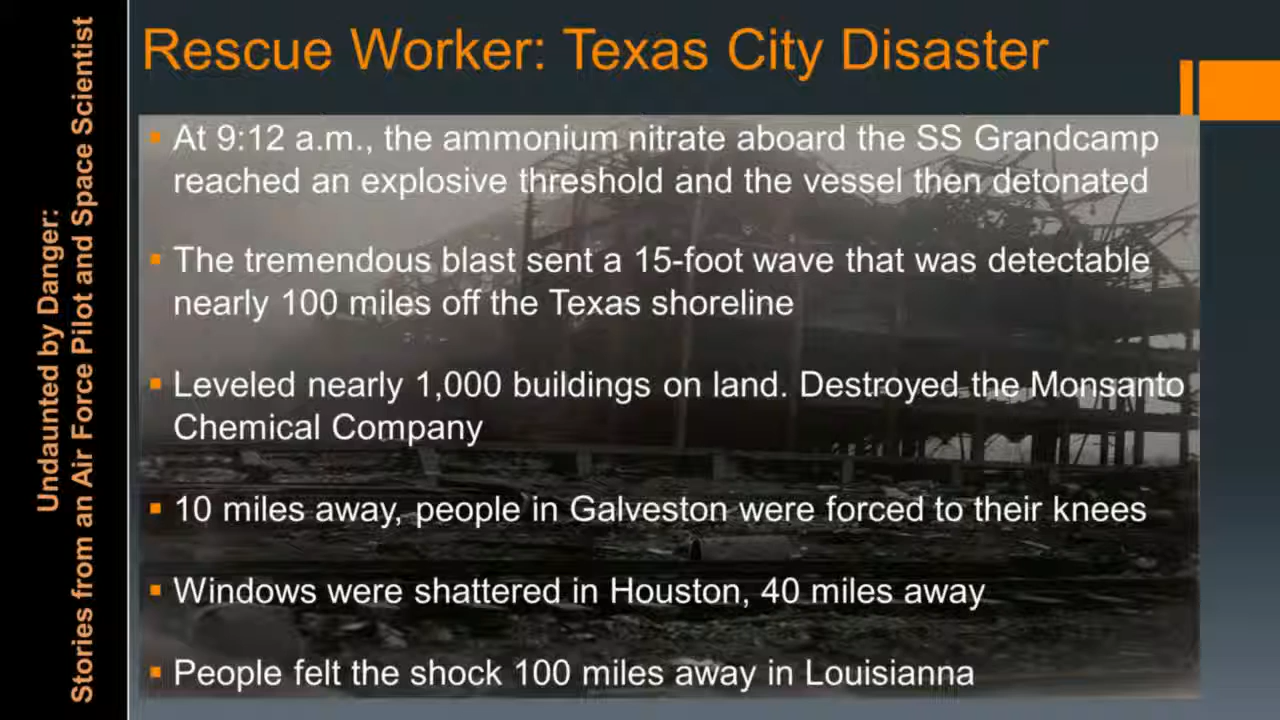 Undaunted by Danger:
Stories from an Air Force Pilot and Space Scientist
Rescue Worker: Texas City Disaster
▪ At 9:12 a.m., the ammonium nitrate aboard the SS Grandcamp
reached an explosive threshold and the vessel then detonated
▪ The tremendous blast sent a 15-foot wave that was detectable
nearly 100 miles off the Texas shoreline
▪ Leveled nearly 1,000 buildings on land. Destroyed the Monsanto
Chemical Company
▪ 10 miles away, people in Galveston were forced to their knees
▪ Windows were shattered in Houston, 40 miles away
▪ People felt the shock 100 miles away in Louisianna